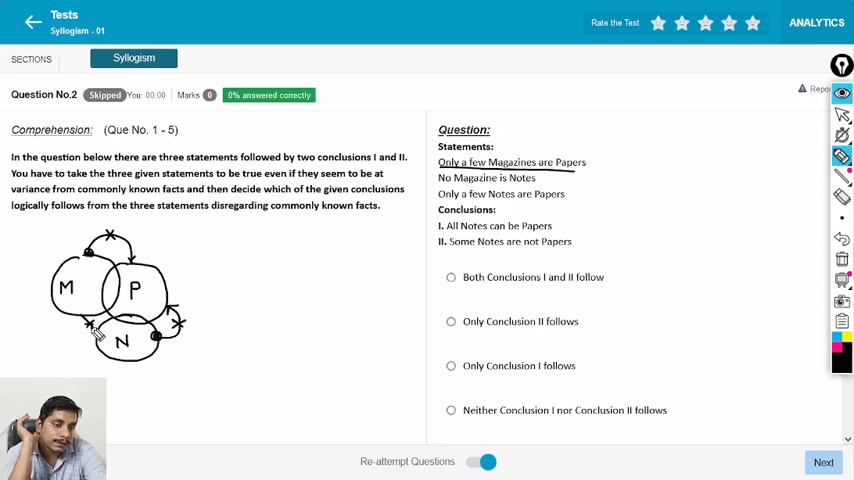 Tests
Syllogism - 01
Rate the Test
ANALYTICS
SECTIONS
Syllogism
Question No.2 Skipped You: 00:00 Marks 0 0% answered correctly
Comprehension: (Que No. 1 - 5)
In the question below there are three statements followed by two conclusions I and II.
You have to take the three given statements to be true even if they seem to be at
variance from commonly known facts and then decide which of the given conclusions
logically follows from the three statements disregarding commonly known facts.
M P
N
Question:
Statements:
Only a few Magazines are Papers
No Magazine is Notes
Only a few Notes are Papers
Conclusions:
I. All Notes can be Papers
II. Some Notes are not Papers
Both Conclusions I and II follow
Only Conclusion II follows
Only Conclusion I follows
Neither Conclusion I nor Conclusion II follows
Re-attempt Questions
Next